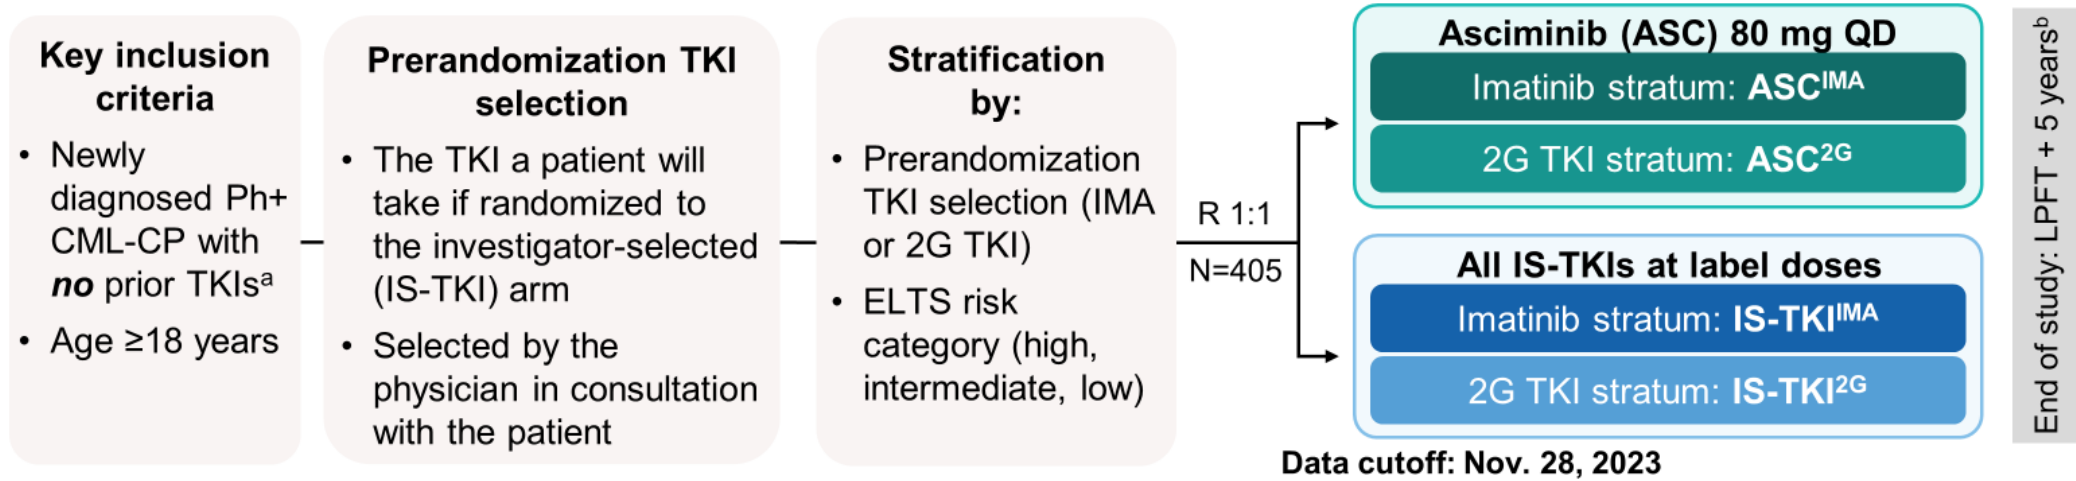 Key inclusion
criteria
• Newly
diagnosed Ph+
CML-CP with
no prior TKIsᵃ
• Age ≥18 years
Prerandomization TKI
selection
• The TKI a patient will
take if randomized to
the investigator-selected
(IS-TKI) arm
• Selected by the
physician in consultation
with the patient
Stratification
by:
• Prerandomization
TKI selection (IMA
or 2G TKI)
• ELTS risk
category (high,
intermediate, low)
R 1:1
N=405
Asciminib (ASC) 80 mg QD
Imatinib stratum: ASCᴵᴹᴬ
2G TKI stratum: ASC²ᴳ
All IS-TKIs at label doses
Imatinib stratum: IS-TKIᴵᴹᴬ
2G TKI stratum: IS-TKI²ᴳ
Data cutoff: Nov. 28, 2023
End of study: LPFT + 5 yearsᵇ